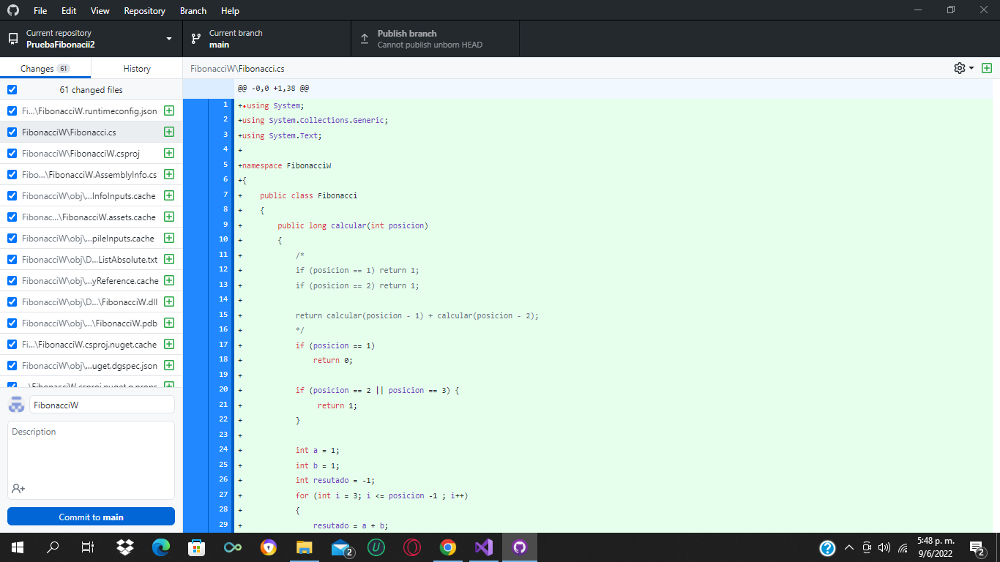 File Edit View Repository Branch Help
Current repository
PruebaFibonacii2
Current branch
main
Publish branch
Cannot publish unborn HEAD
Changes 61
History
FibonacciW\Fibonacci.cs
61 changed files
Fi...\FibonacciW.runtimeconfig.json
FibonacciW\Fibonacci.cs
FibonacciW\FibonacciW.csproj
Fibo...\FibonacciW.AssemblyInfo.cs
FibonacciW\obj\...InfoInputs.cache
Fibonac...\FibonacciW.assets.cache
FibonacciW\obj\...pileInputs.cache
FibonacciW\obj\D...ListAbsolute.txt
FibonacciW\obj\...yReference.cache
FibonacciW\obj\D...\FibonacciW.dll
FibonacciW\obj\...\FibonacciW.pdb
Fi...\FibonacciW.csproj.nuget.cache
FibonacciW\obj\...uget.dgspec.json
...\FibonacciW.csproj.nuget.g.props
FibonacciW
Description
Commit to main
@@ -0,0 +1,38 @@
1 +using System;
2 +using System.Collections.Generic;
3 +using System.Text;
4 +
5 +namespace FibonacciW
6 +{
7 + public class Fibonacci
8 + {
9 + public long calcular(int posicion)
10 + {
11 + /*
12 + if (posicion == 1) return 1;
13 + if (posicion == 2) return 1;
14 +
15 + return calcular(posicion - 1) + calcular(posicion - 2);
16 + */
17 + if (posicion == 1)
18 + return 0;
19 +
20 + if (posicion == 2 || posicion == 3) {
21 + return 1;
22 + }
23 +
24 + int a = 1;
25 + int b = 1;
26 + int resutado = -1;
27 + for (int i = 3; i <= posicion -1 ; i++)
28 + {
29 + resutado = a + b;
2
5:48 p. m.
9/6/2022
2